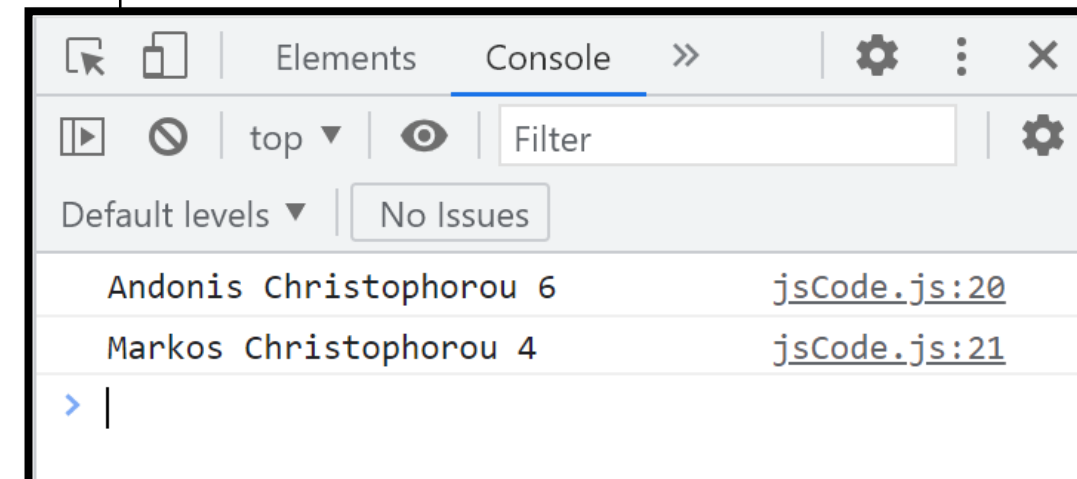 Elements Console »
top ▼ Filter
Default levels ▼ No Issues
Andonis Christophorou 6 jsCode.js:20
Markos Christophorou 4 jsCode.js:21
>